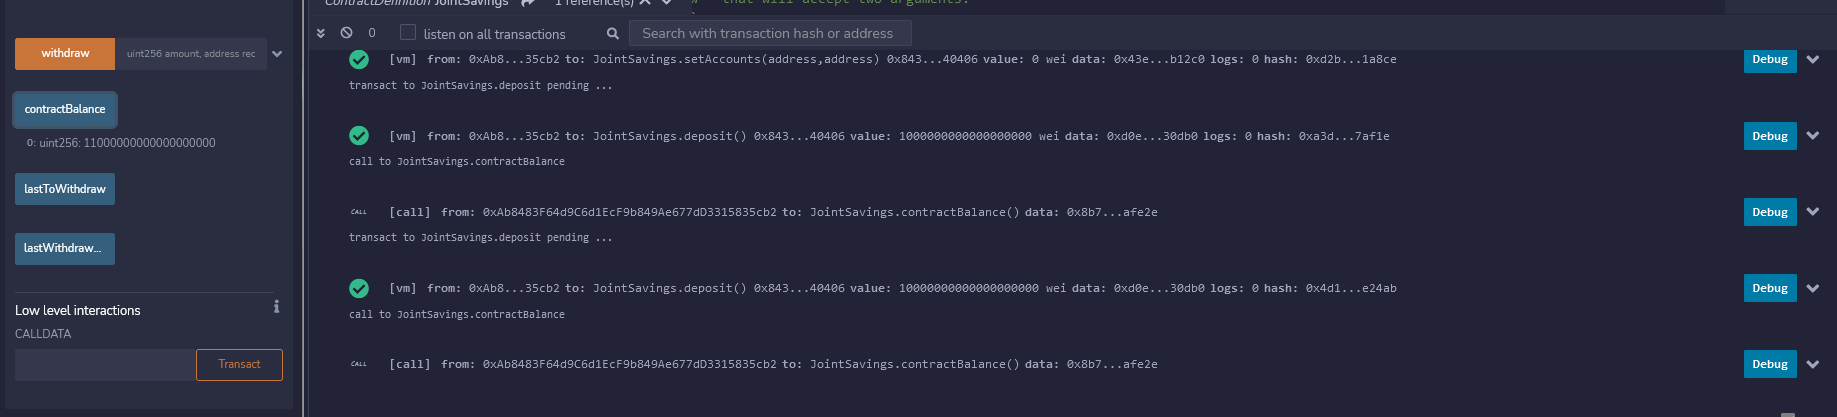 withdraw
uint256 amount, address rec
contractBalance
0: uint256: 11000000000000000000
lastToWithdraw
lastWithdraw...
Low level interactions
i
CALLDATA
Transact
ContractDefinition JointSavings 1 reference(s)
that will accept two arguments.
0 listen on all transactions Search with transaction hash or address
[vm] from: 0xAb8...35cb2 to: JointSavings.setAccounts(address,address) 0x843...40406 value: 0 wei data: 0x43e...b12c0 logs: 0 hash: 0xd2b...1a8ce Debug
transact to JointSavings.deposit pending ...
[vm] from: 0xAb8...35cb2 to: JointSavings.deposit() 0x843...40406 value: 1000000000000000000 wei data: 0xd0e...30db0 logs: 0 hash: 0xa3d...7af1e Debug
call to JointSavings.contractBalance
CALL [call] from: 0xAb8483F64d9C6d1EcF9b849Ae677dD3315835cb2 to: JointSavings.contractBalance() data: 0x8b7...afe2e Debug
transact to JointSavings.deposit pending ...
[vm] from: 0xAb8...35cb2 to: JointSavings.deposit() 0x843...40406 value: 10000000000000000000 wei data: 0xd0e...30db0 logs: 0 hash: 0x4d1...e24ab Debug
call to JointSavings.contractBalance
CALL [call] from: 0xAb8483F64d9C6d1EcF9b849Ae677dD3315835cb2 to: JointSavings.contractBalance() data: 0x8b7...afe2e Debug